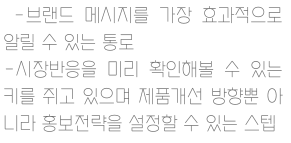 -브랜드 메시지를 가장 효과적으로
알릴 수 있는 통로
-시장반응을 미리 확인해볼 수 있는
키를 쥐고 있으며 제품개선 방향뿐 아
니라 홍보전략을 설정할 수 있는 스텝